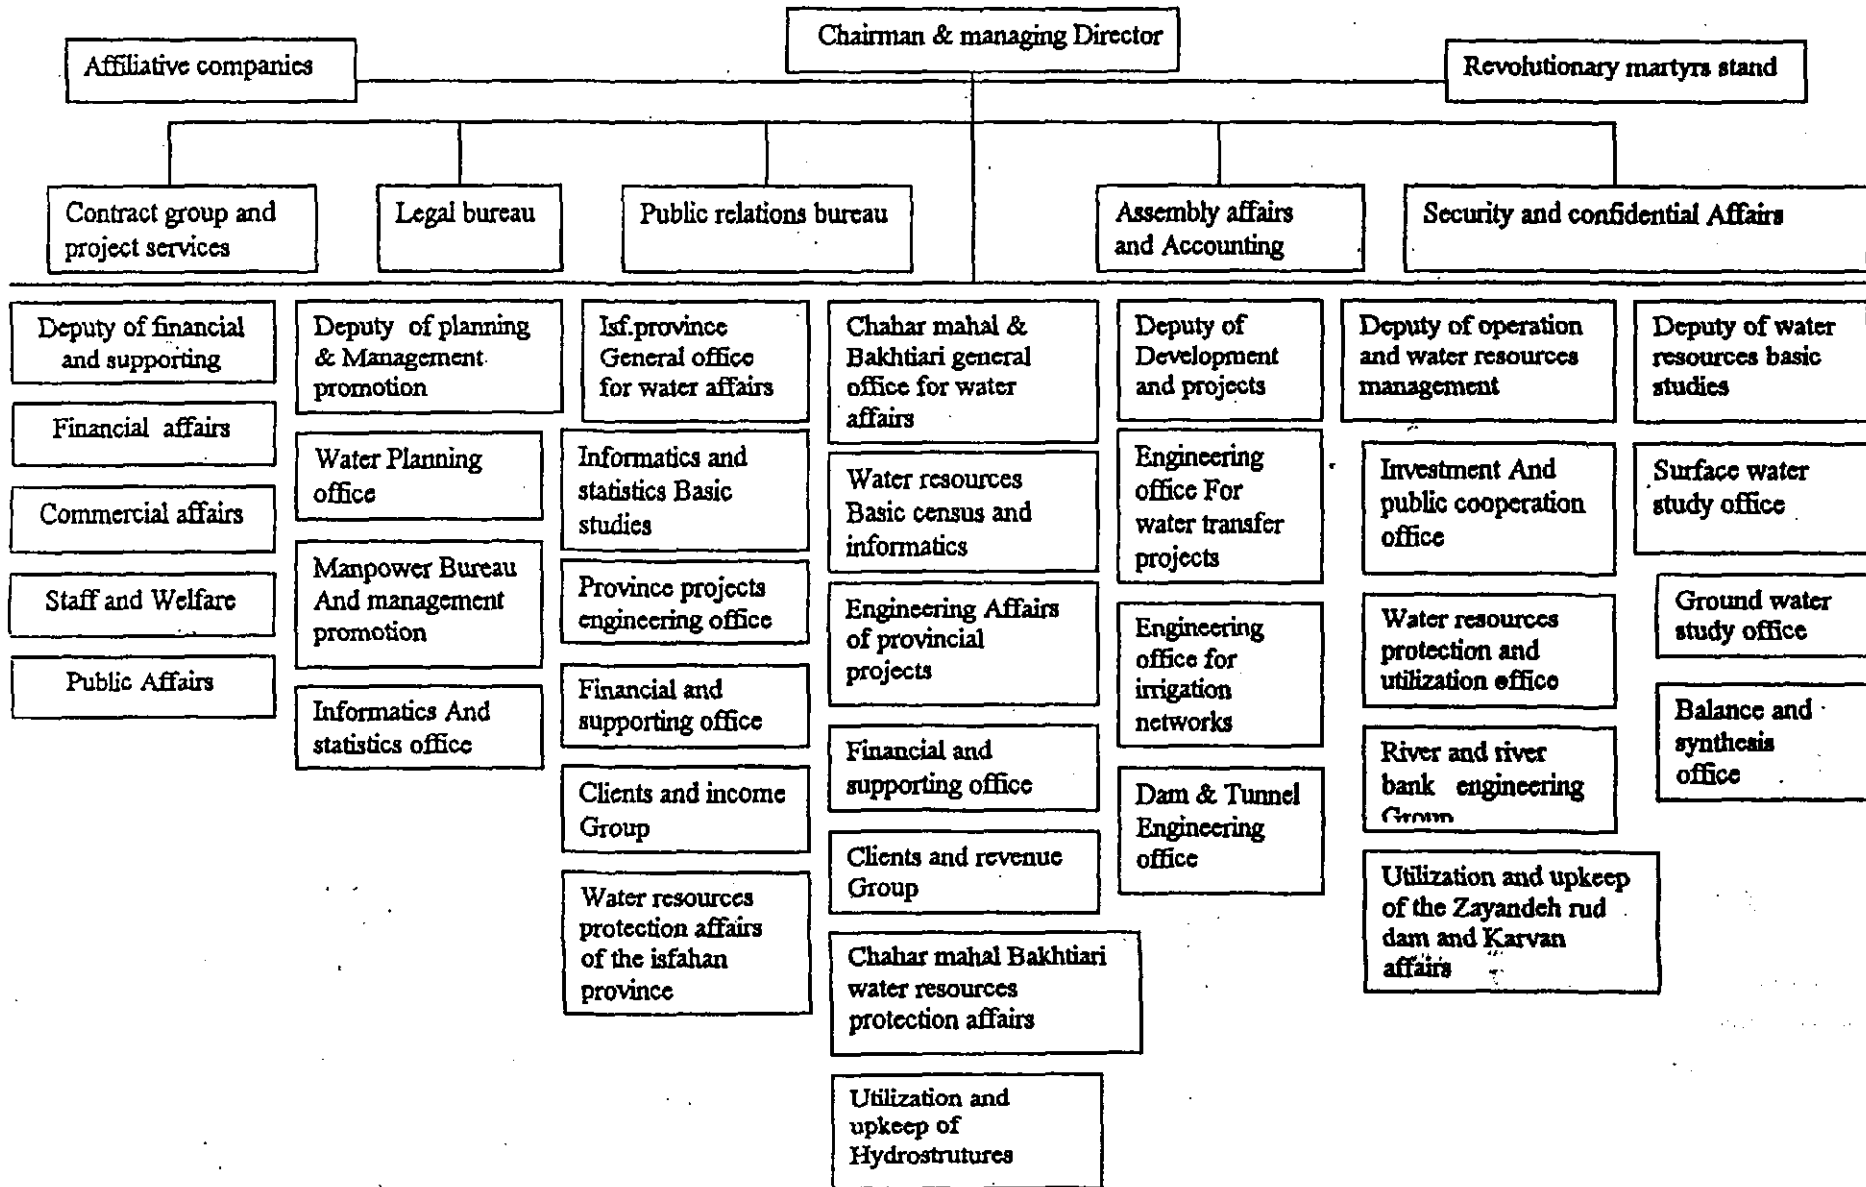 Chairman & managing Director
Affiliative companies
Revolutionary martyrs stand
Contract group and
project services
Legal bureau
Public relations bureau
Assembly affairs
and Accounting
Security and confidential Affairs
Deputy of financial
and supporting
Financial affairs
Commercial affairs
Staff and Welfare
Public Affairs
Deputy of planning
& Management
promotion
Water Planning
office
Manpower Bureau
And management
promotion
Informatics And
statistics office
Isf.province
General office
for water affairs
Informatics and
statistics Basic
studies
Province projects
engineering office
Financial and
supporting office
Clients and income
Group
Water resources
protection affairs
of the isfahan
province
Chahar mahal &
Bakhtiari general
office for water
affairs
Water resources
Basic census and
informatics
Engineering Affairs
of provincial
projects
Financial and
supporting office
Clients and revenue
Group
Chahar mahal Bakhtiari
water resources
protection affairs
Utilization and
upkeep of
Hydrostrutures
Deputy of
Development
and projects
Engineering
office For
water transfer
projects
Engineering
office for
irrigation
networks
Dam & Tunnel
Engineering
office
Deputy of operation
and water resources
management
Investment And
public cooperation
office
Water resources
protection and
utilization office
River and river
bank engineering
Group
Utilization and upkeep
of the Zayandeh rud
dam and Karvan
affairs
Deputy of water
resources basic
studies
Surface water
study office
Ground water
study office
Balance and
synthesis
office